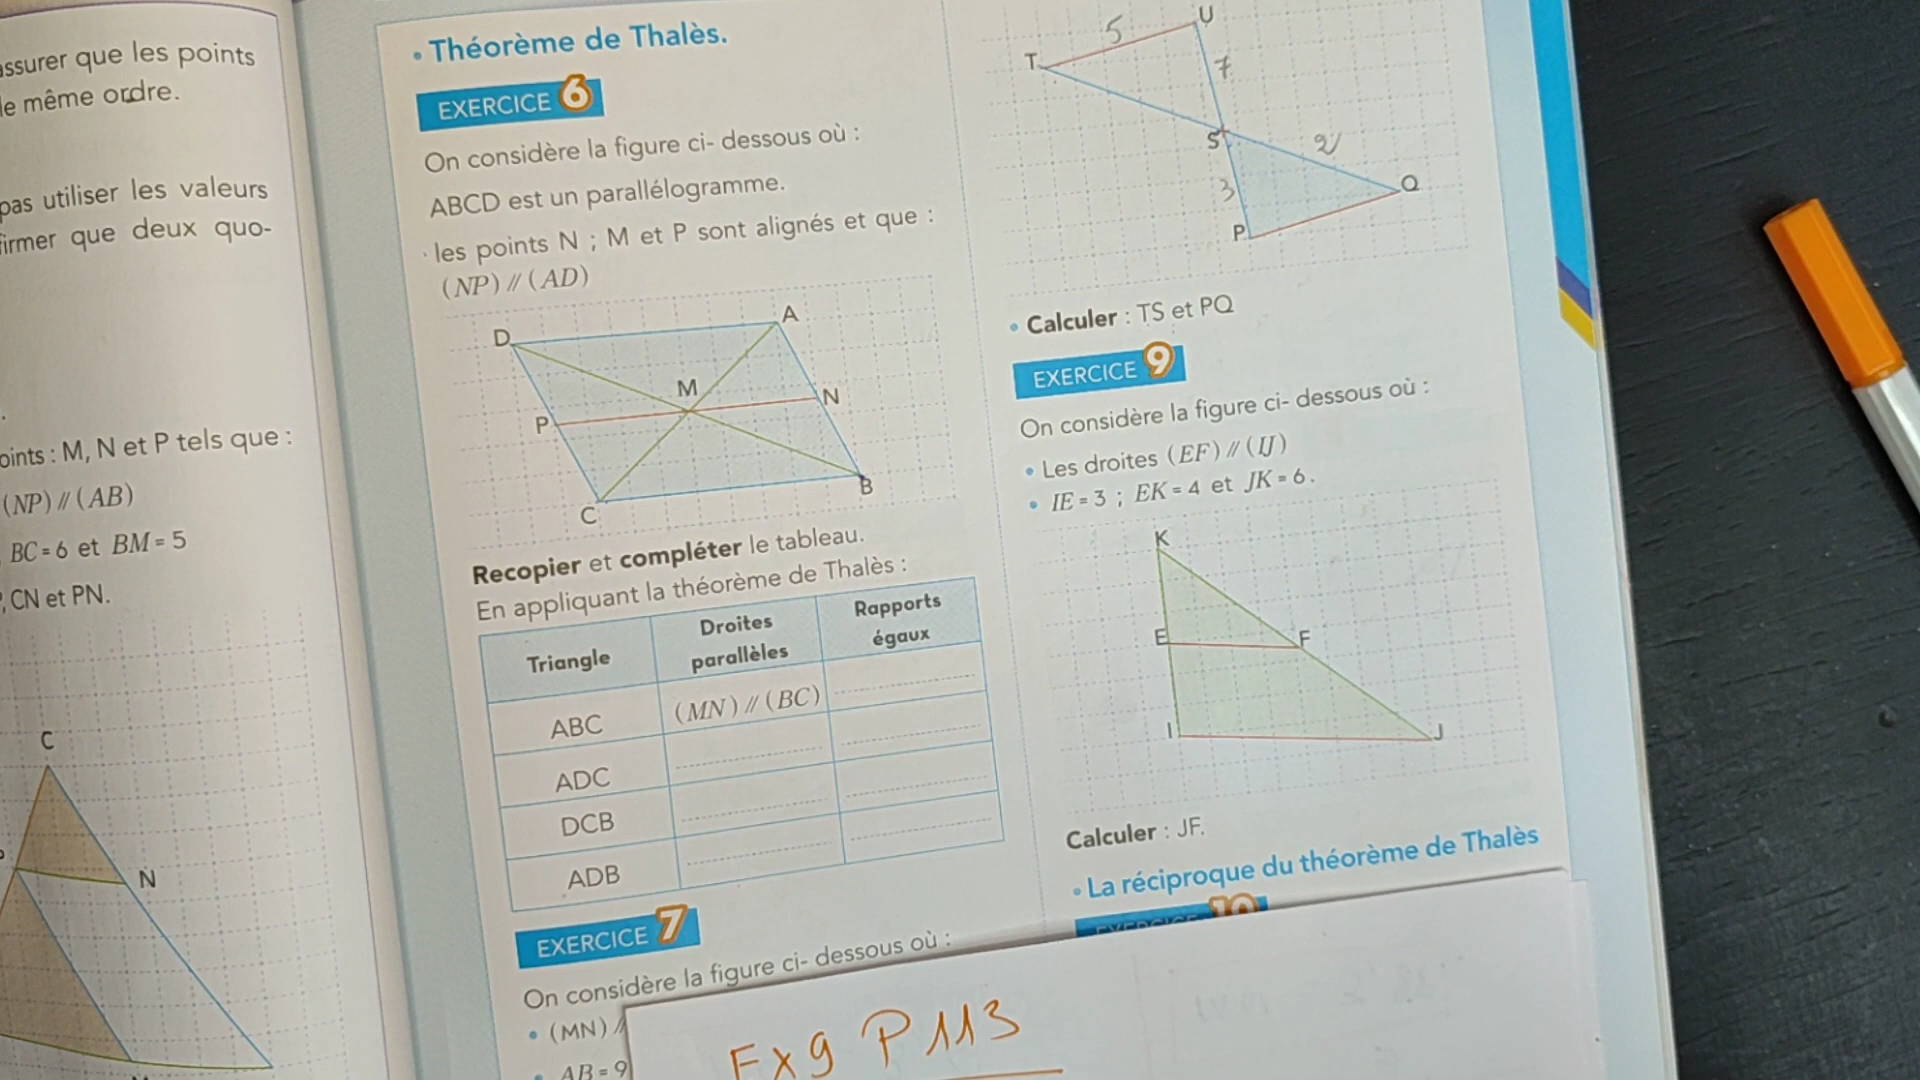 assurer que les points
le même ordre.
pas utiliser les valeurs
firmer que deux quo-
oints : M, N et P tels que :
(NP) // (AB)
BC = 6 et BM = 5
, CN et PN.
C
N
• Théorème de Thalès.
EXERCICE 6
On considère la figure ci- dessous où :
ABCD est un parallélogramme.
les points N ; M et P sont alignés et que :
(NP) // (AD)
D
A
M
N
P
C
B
Recopier et compléter le tableau.
En appliquant la théorème de Thalès :
Triangle Droites parallèles Rapports égaux
ABC (MN) // (BC)
ADC
DCB
ADB
EXERCICE 7
On considère la figure ci- dessous où :
• (MN) //
• AB = 9
U
5
T
7
S
2
3
Q
P
• Calculer : TS et PQ
EXERCICE 9
On considère la figure ci- dessous où :
• Les droites (EF) // (IJ)
• IE = 3 ; EK = 4 et JK = 6.
K
E
F
I
J
Calculer : JF.
• La réciproque du théorème de Thalès
EXERCICE 10
Ex9 P113